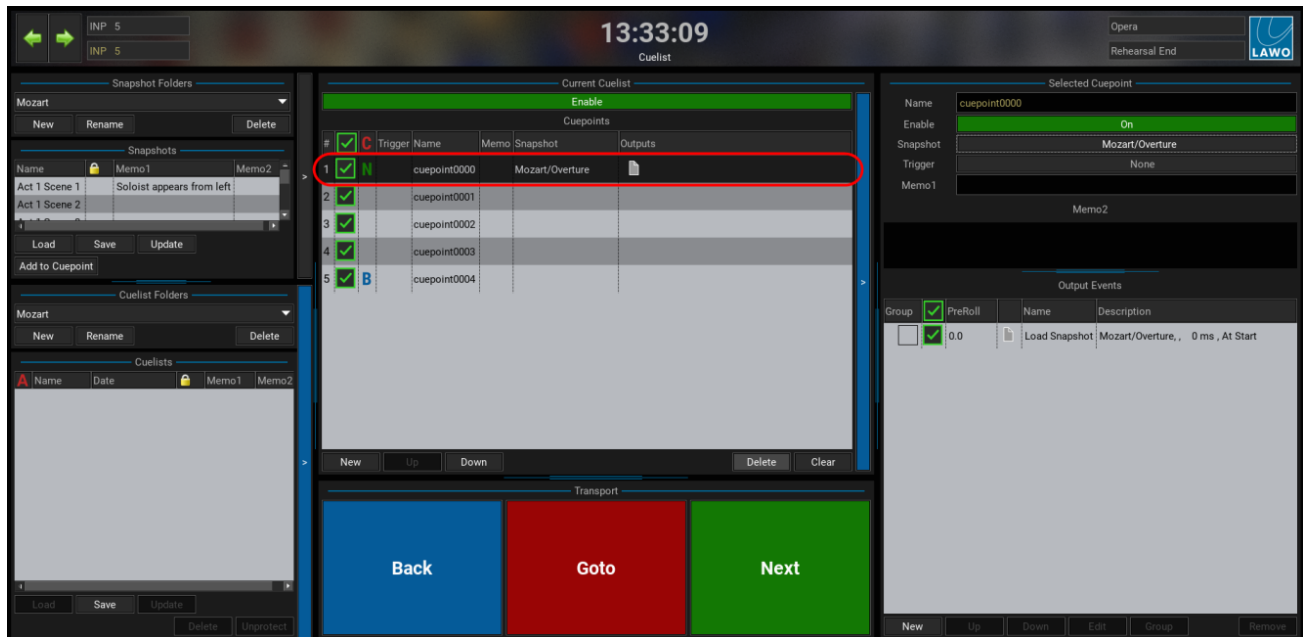 INP 5
INP 5
13:33:09
Cuelist
Opera
Rehearsal End
LAWO
Snapshot Folders
Mozart
New Rename Delete
Snapshots
Name Memo1 Memo2
Act 1 Scene 1 Soloist appears from left
Act 1 Scene 2
Load Save Update
Add to Cuepoint
Cuelist Folders
Mozart
New Rename Delete
Cuelists
A Name Date Memo1 Memo2
Load Save Update
Delete Unprotect
>
>
Current Cuelist
Enable
Cuepoints
# C Trigger Name Memo Snapshot Outputs
1 N cuepoint0000 Mozart/Overture
2 cuepoint0001
3 cuepoint0002
4 cuepoint0003
5 B cuepoint0004
New Up Down Delete Clear
>
Transport
Back Goto Next
Selected Cuepoint
Name cuepoint0000
Enable On
Snapshot Mozart/Overture
Trigger None
Memo1
Memo2
Output Events
Group PreRoll Name Description
0.0 Load Snapshot Mozart/Overture, , 0 ms , At Start
New Up Down Edit Group Remove